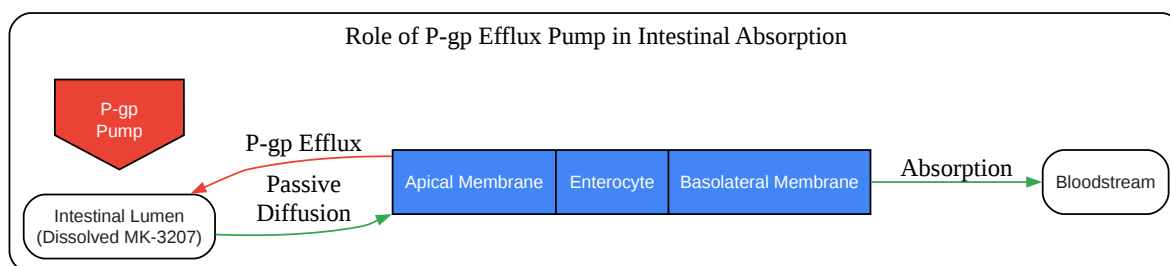 Role of P-gp Efflux Pump in Intestinal Absorption
P-gp
Pump
P-gp Efflux
Passive
Diffusion
Intestinal Lumen
(Dissolved MK-3207)
Apical Membrane
Enterocyte
Basolateral Membrane
Absorption
Bloodstream